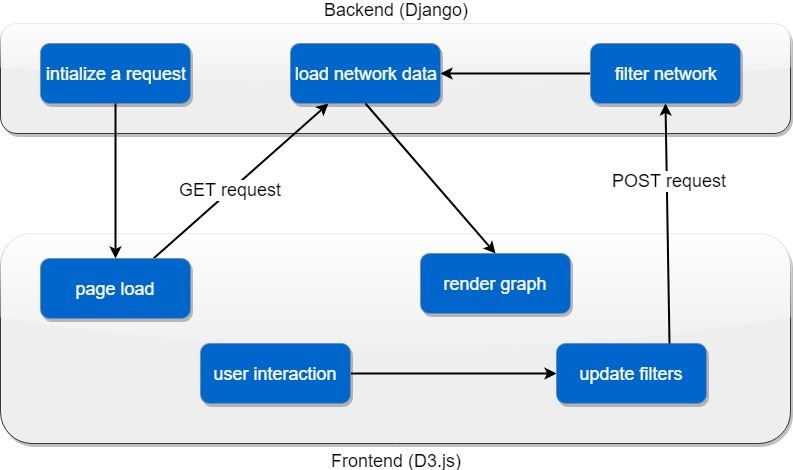 Backend (Django)
intialize a request
load network data
filter network
GET request
POST request
page load
render graph
user interaction
update filters
Frontend (D3.js)